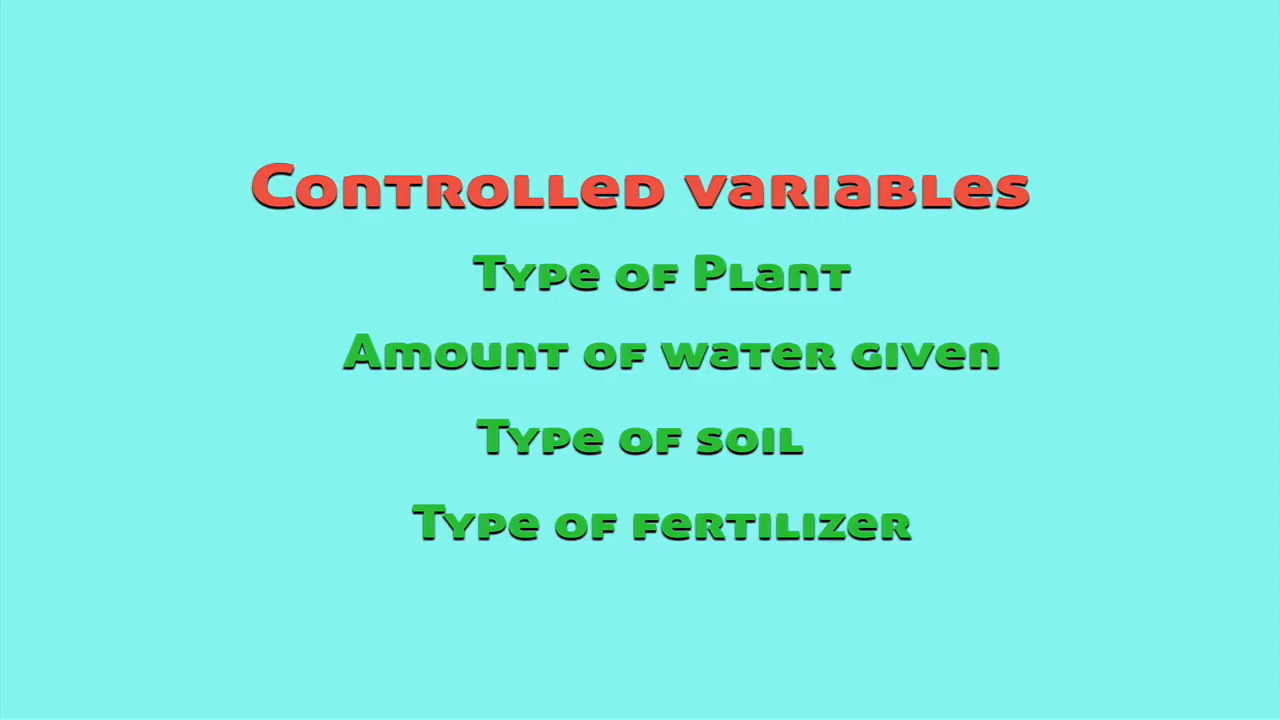 Controlled variables
Type of Plant
Amount of water given
Type of soil
Type of fertilizer